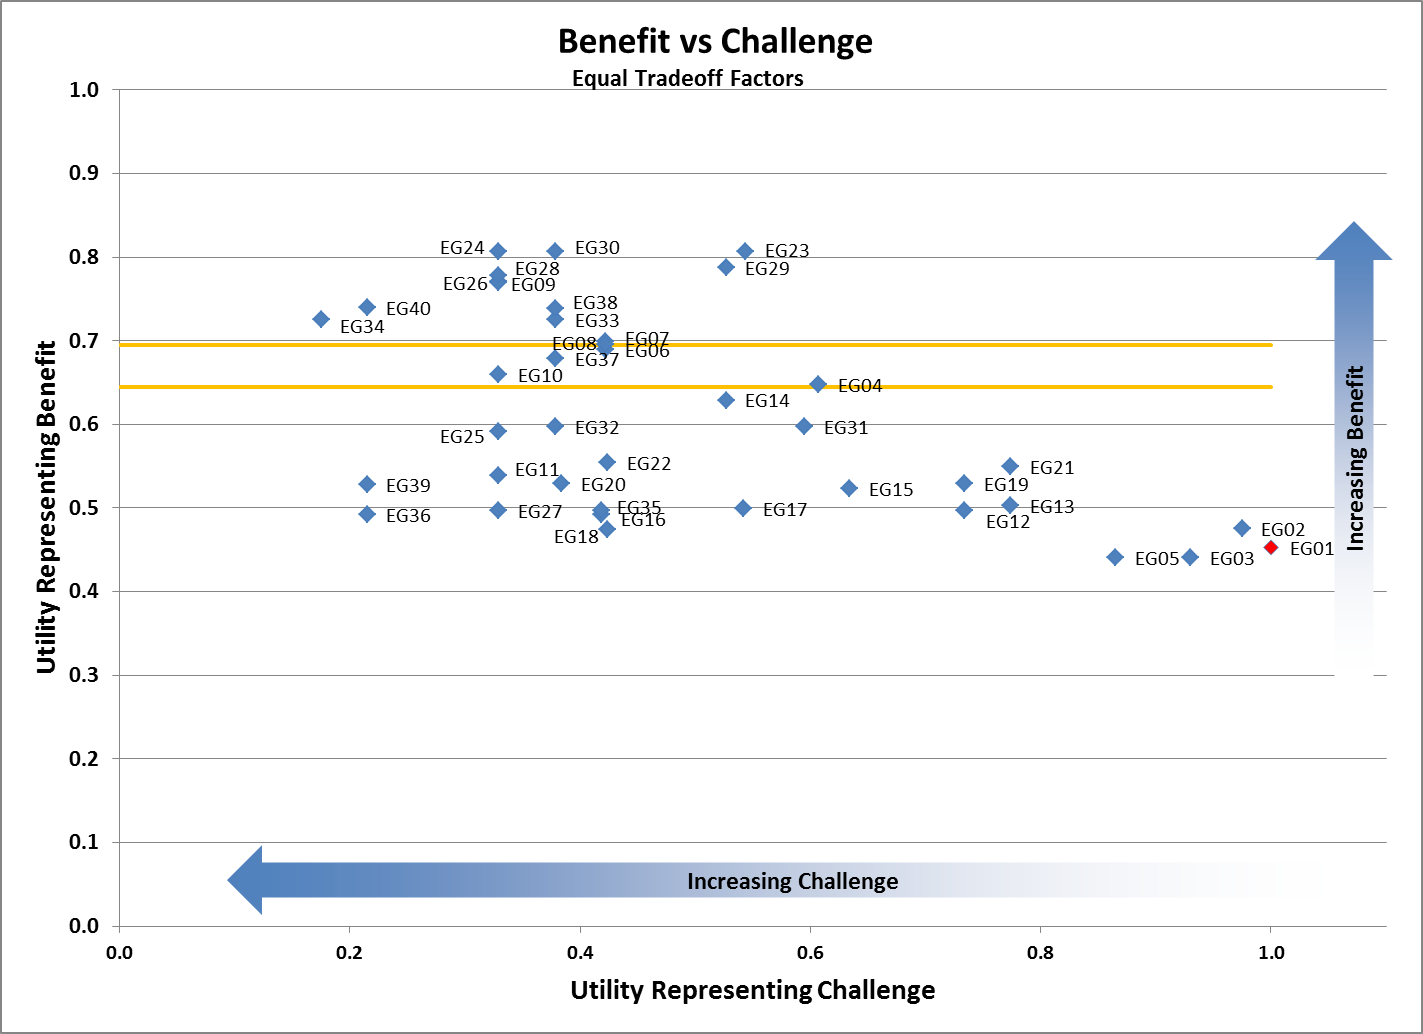 Benefit vs Challenge
Equal Tradeoff Factors
1.0
0.9
0.8
0.7
0.6
0.5
0.4
0.3
0.2
0.1
0.0
Utility Representing Benefit
EG24
EG30
EG23
EG28
EG29
EG26
EG09
EG40
EG38
EG34
EG33
EG08
EG07
EG06
EG37
EG10
EG04
EG14
EG25
EG32
EG31
EG11
EG22
EG21
EG39
EG20
EG15
EG19
EG36
EG27
EG35
EG17
EG13
EG16
EG12
EG18
EG02
EG01
EG05
EG03
Increasing Benefit
Increasing Challenge
0.0
0.2
0.4
0.6
0.8
1.0
Utility Representing Challenge